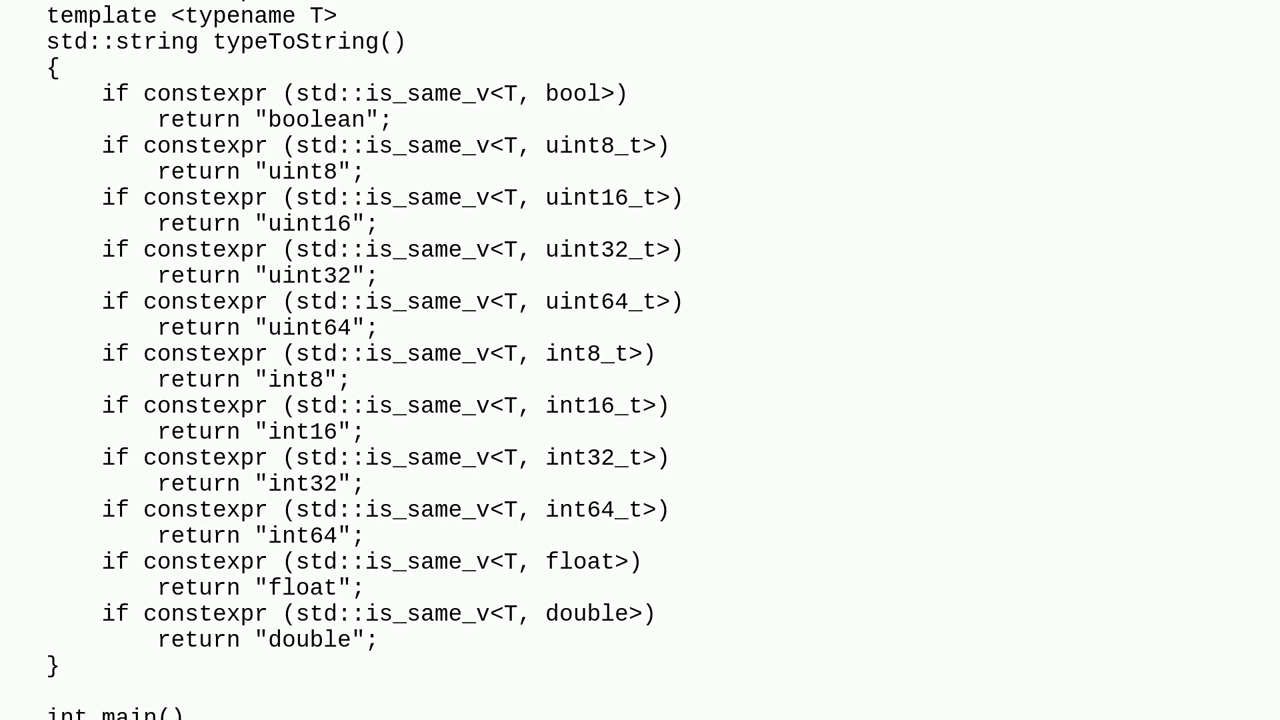 template <typename T>
std::string typeToString()
{
    if constexpr (std::is_same_v<T, bool>)
        return "boolean";
    if constexpr (std::is_same_v<T, uint8_t>)
        return "uint8";
    if constexpr (std::is_same_v<T, uint16_t>)
        return "uint16";
    if constexpr (std::is_same_v<T, uint32_t>)
        return "uint32";
    if constexpr (std::is_same_v<T, uint64_t>)
        return "uint64";
    if constexpr (std::is_same_v<T, int8_t>)
        return "int8";
    if constexpr (std::is_same_v<T, int16_t>)
        return "int16";
    if constexpr (std::is_same_v<T, int32_t>)
        return "int32";
    if constexpr (std::is_same_v<T, int64_t>)
        return "int64";
    if constexpr (std::is_same_v<T, float>)
        return "float";
    if constexpr (std::is_same_v<T, double>)
        return "double";
}
int main()